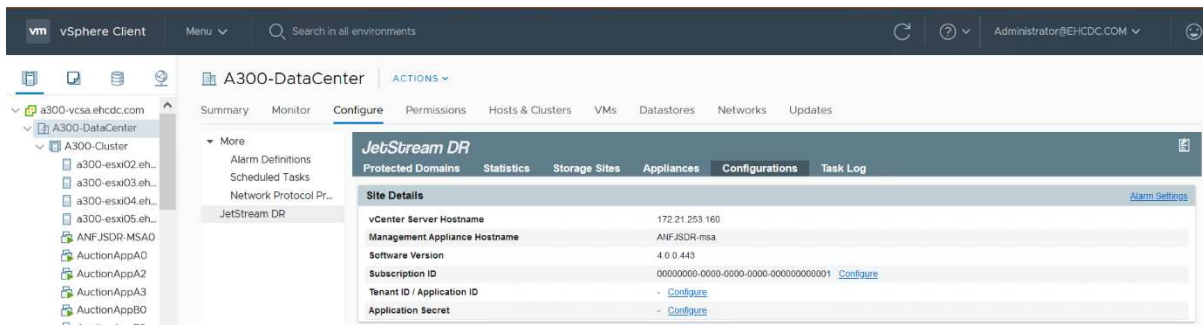 vm vSphere Client Menu Search in all environments Administrator@EHCDC.COM
A300-DataCenter ACTIONS
a300-vcsa.ehcdc.com
A300-DataCenter
A300-Cluster
a300-esxi02.eh...
a300-esxi03.eh...
a300-esxi04.eh...
a300-esxi05.eh...
ANFJSDR-MSA0
AuctionAppA0
AuctionAppA2
AuctionAppA3
AuctionAppB0
Summary Monitor Configure Permissions Hosts & Clusters VMs Datastores Networks Updates
More
Alarm Definitions
Scheduled Tasks
Network Protocol Pr...
JetStream DR
JetStream DR
Protected Domains Statistics Storage Sites Appliances Configurations Task Log
Site Details Alarm Settings
vCenter Server Hostname 172.21.253.160
Management Appliance Hostname ANFJSDR-msa
Software Version 4.0.0.443
Subscription ID 00000000-0000-0000-0000-000000000001 Configure
Tenant ID / Application ID - Configure
Application Secret - Configure